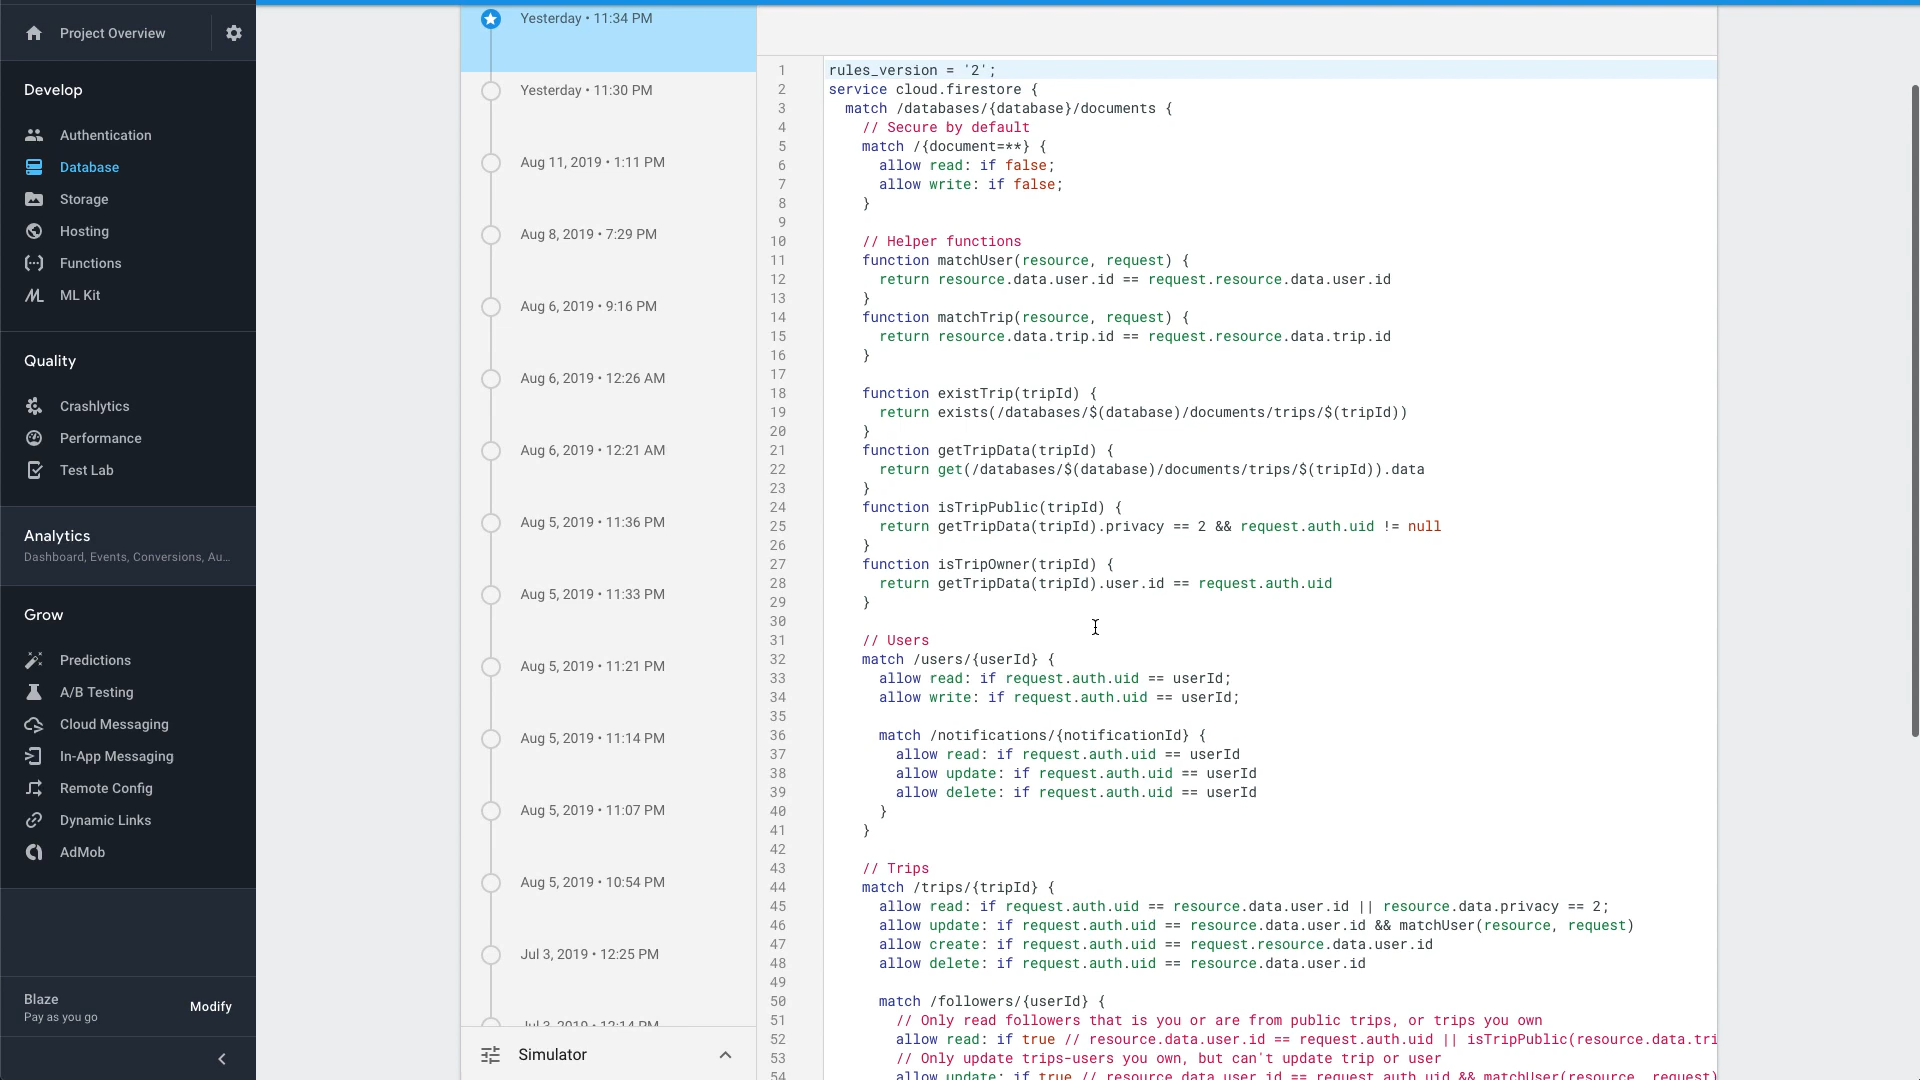 Project Overview
Develop
Authentication
Database
Storage
Hosting
Functions
ML Kit
Quality
Crashlytics
Performance
Test Lab
Analytics
Dashboard, Events, Conversions, Au...
Grow
Predictions
A/B Testing
Cloud Messaging
In-App Messaging
Remote Config
Dynamic Links
AdMob
Blaze
Pay as you go
Modify
Yesterday • 11:34 PM
Yesterday • 11:30 PM
Aug 11, 2019 • 1:11 PM
Aug 8, 2019 • 7:29 PM
Aug 6, 2019 • 9:16 PM
Aug 6, 2019 • 12:26 AM
Aug 6, 2019 • 12:21 AM
Aug 5, 2019 • 11:36 PM
Aug 5, 2019 • 11:33 PM
Aug 5, 2019 • 11:21 PM
Aug 5, 2019 • 11:14 PM
Aug 5, 2019 • 11:07 PM
Aug 5, 2019 • 10:54 PM
Jul 3, 2019 • 12:25 PM
Jul 3, 2019 • 12:14 PM
Simulator
1 rules_version = '2';
2 service cloud.firestore {
3 match /databases/{database}/documents {
4 // Secure by default
5 match /{document=**} {
6 allow read: if false;
7 allow write: if false;
8 }
9
10 // Helper functions
11 function matchUser(resource, request) {
12 return resource.data.user.id == request.resource.data.user.id
13 }
14 function matchTrip(resource, request) {
15 return resource.data.trip.id == request.resource.data.trip.id
16 }
17
18 function existTrip(tripId) {
19 return exists(/databases/$(database)/documents/trips/$(tripId))
20 }
21 function getTripData(tripId) {
22 return get(/databases/$(database)/documents/trips/$(tripId)).data
23 }
24 function isTripPublic(tripId) {
25 return getTripData(tripId).privacy == 2 && request.auth.uid != null
26 }
27 function isTripOwner(tripId) {
28 return getTripData(tripId).user.id == request.auth.uid
29 }
30
31 // Users
32 match /users/{userId} {
33 allow read: if request.auth.uid == userId;
34 allow write: if request.auth.uid == userId;
35
36 match /notifications/{notificationId} {
37 allow read: if request.auth.uid == userId
38 allow update: if request.auth.uid == userId
39 allow delete: if request.auth.uid == userId
40 }
41 }
42
43 // Trips
44 match /trips/{tripId} {
45 allow read: if request.auth.uid == resource.data.user.id || resource.data.privacy == 2;
46 allow update: if request.auth.uid == resource.data.user.id && matchUser(resource, request)
47 allow create: if request.auth.uid == request.resource.data.user.id
48 allow delete: if request.auth.uid == resource.data.user.id
49
50 match /followers/{userId} {
51 // Only read followers that is you or are from public trips, or trips you own
52 allow read: if true // resource.data.user.id == request.auth.uid || isTripPublic(resource.data.tri
53 // Only update trips-users you own, but can't update trip or user
54 allow update: if true // resource.data.user.id == request.auth.uid && matchUser(resource, request)